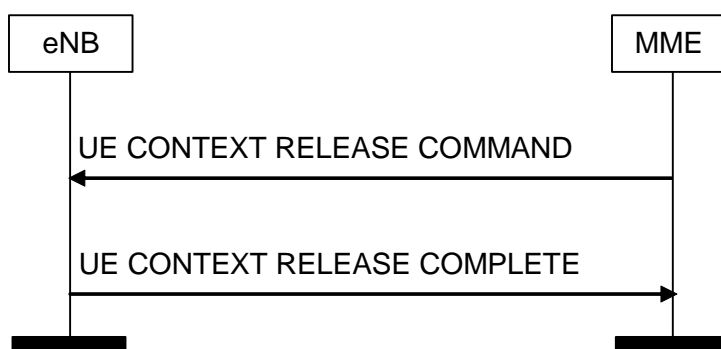 eNB
MME
UE CONTEXT RELEASE COMMAND
UE CONTEXT RELEASE COMPLETE